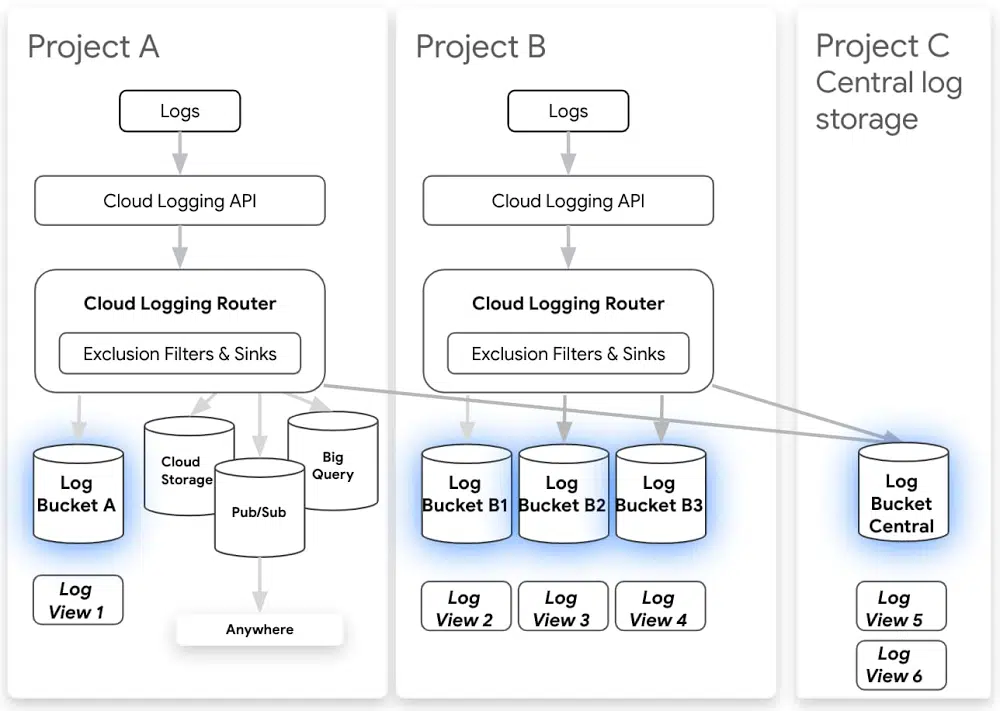 Project A
Logs
Cloud Logging API
Cloud Logging Router
Exclusion Filters & Sinks
Log
Bucket A
Cloud
Storage
Pub/Sub
Big
Query
Log
View 1
Anywhere
Project B
Logs
Cloud Logging API
Cloud Logging Router
Exclusion Filters & Sinks
Log
Bucket B1
Log
Bucket B2
Log
Bucket B3
Log
View 2
Log
View 3
Log
View 4
Project C
Central log
storage
Log
Bucket
Central
Log
View 5
Log
View 6